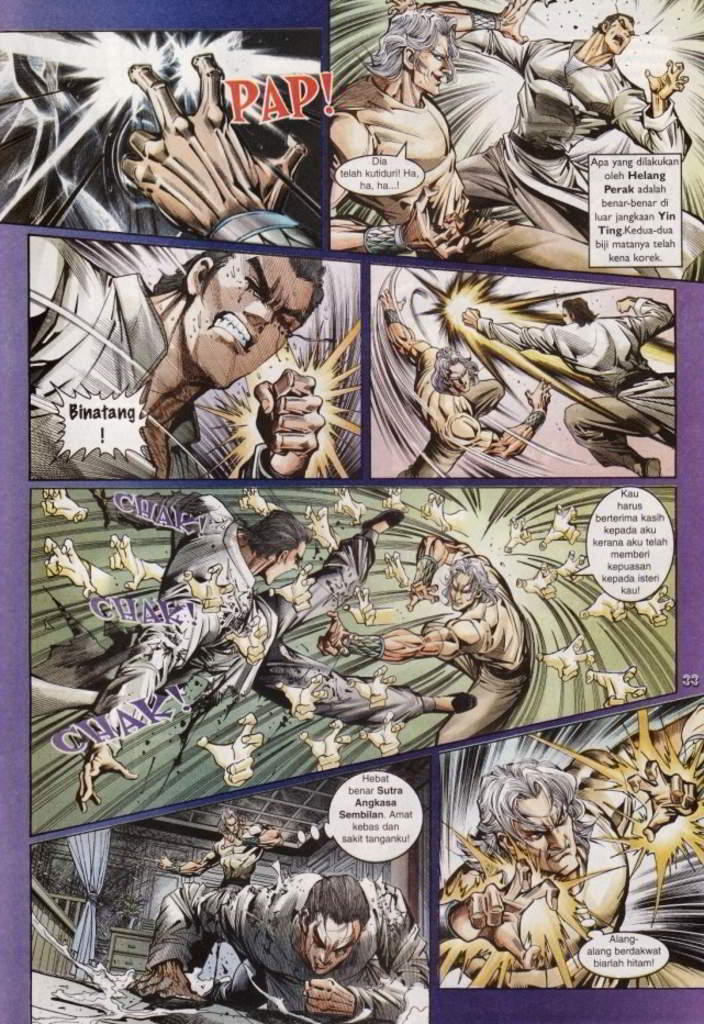 PAP!
Dia
telah kutiduri! Ha,
ha, ha...!
Apa yang dilakukan
oleh Helang
Perak adalah
benar-benar di
luar jangkaan Yin
Ting.Kedua-dua
biji matanya telah
kena korek.
Binatang
!
CHAK!
CHAK!
CHAK!
Kau
harus
berterima kasih
kepada aku
kerana aku telah
memberi
kepuasan
kepada isteri
kau!
33
Hebat
benar Sutra
Angkasa
Sembilan. Amat
kebas dan
sakit tanganku!
Alang-
alang berdakwat
biarlah hitam!